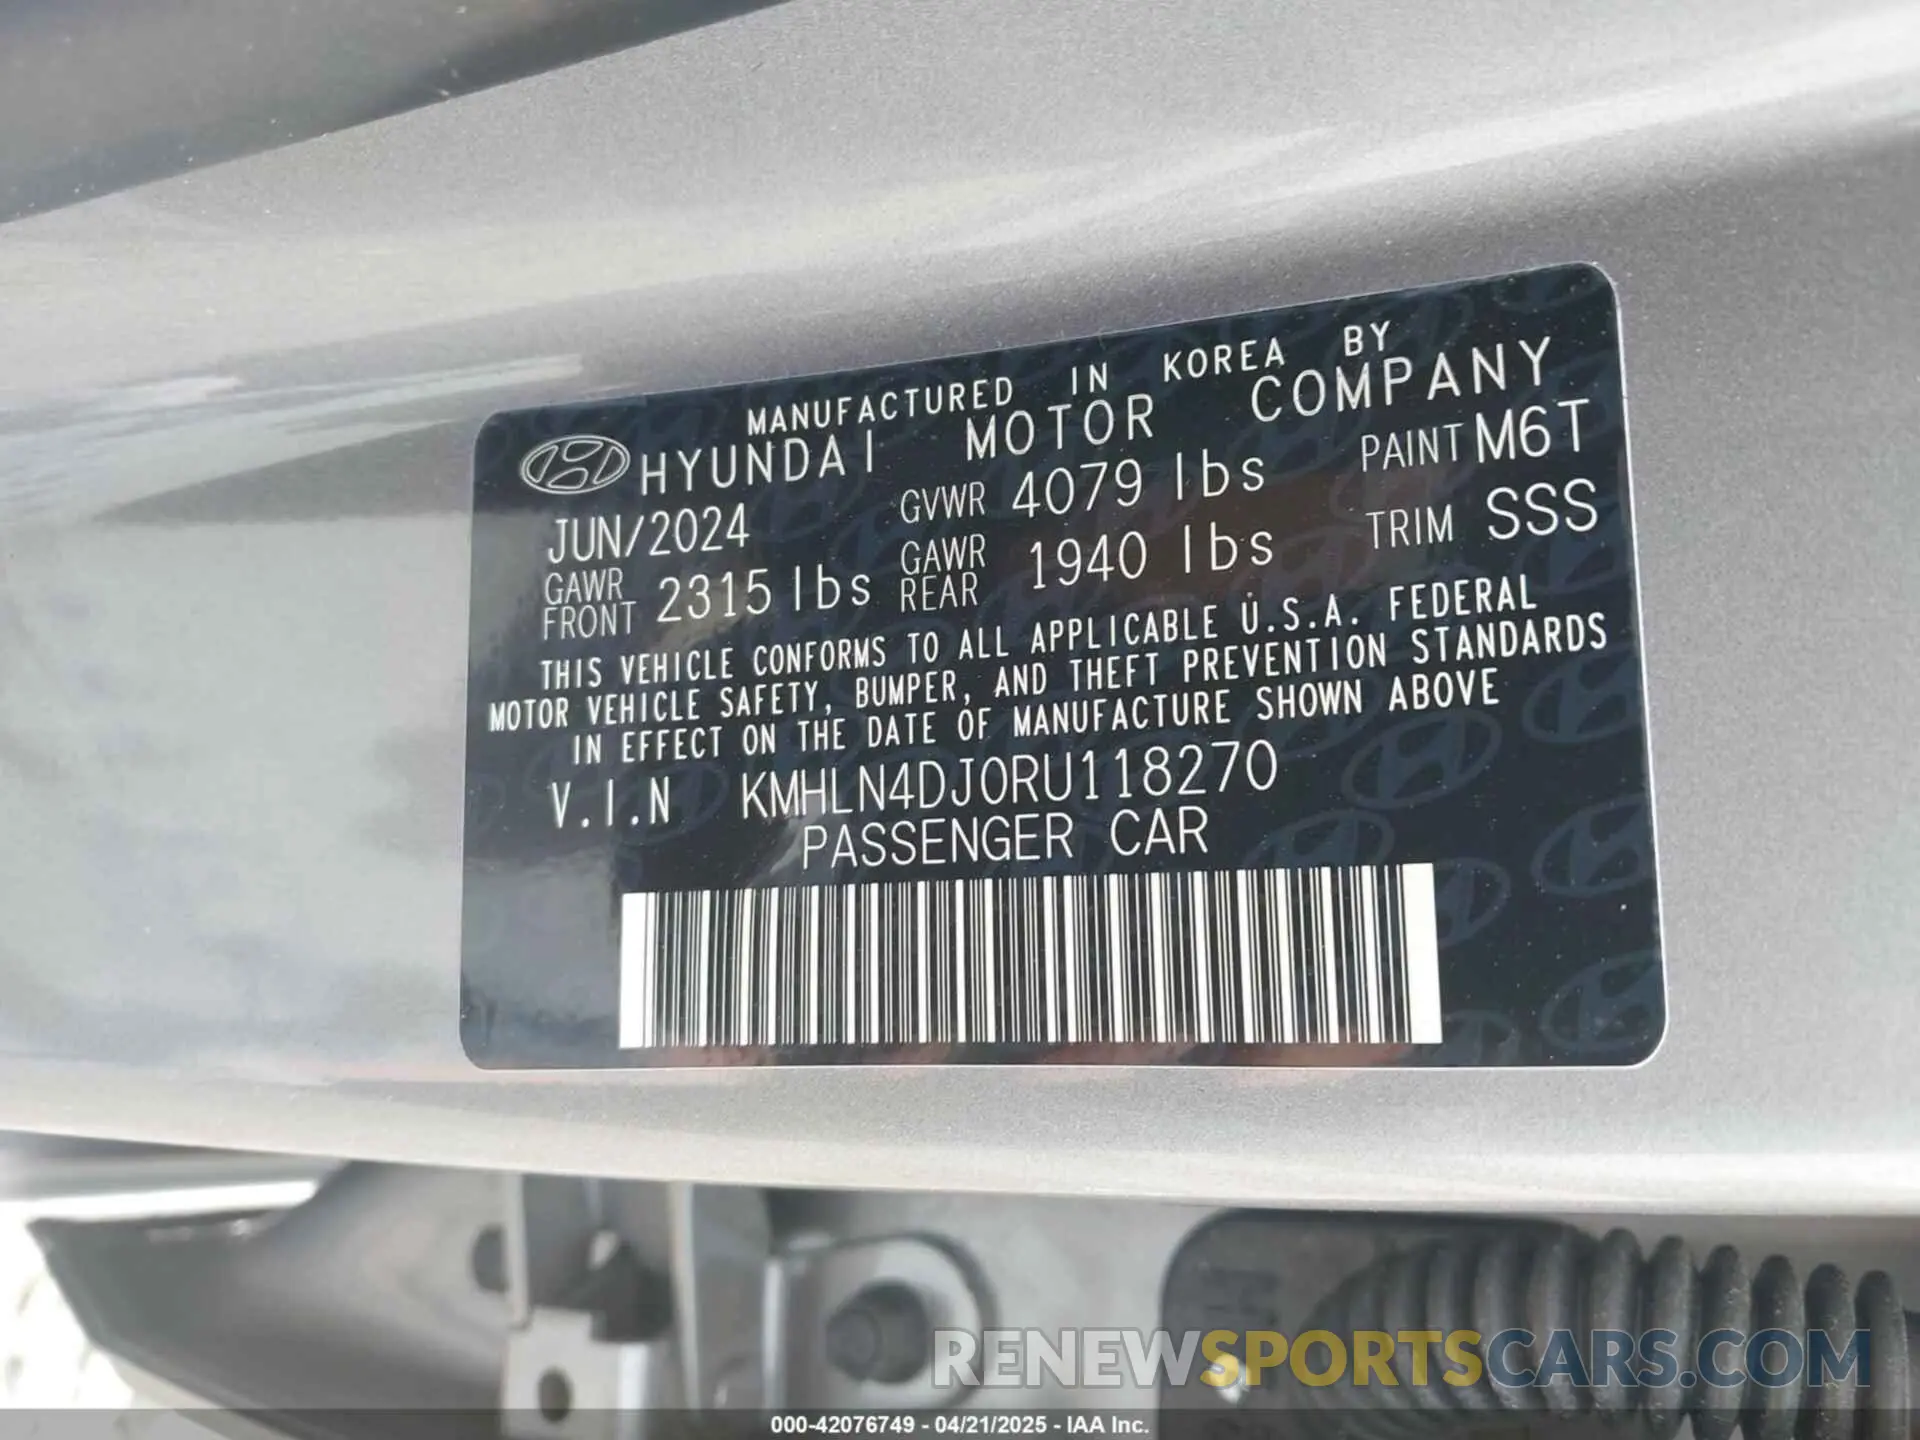 MANUFACTURED IN KOREA BY
HYUNDAI MOTOR COMPANY
JUN/2024 GVWR 4079 lbs PAINT M6T
GAWR FRONT 2315 lbs GAWR REAR 1940 lbs TRIM SSS
THIS VEHICLE CONFORMS TO ALL APPLICABLE U.S.A. FEDERAL
MOTOR VEHICLE SAFETY, BUMPER, AND THEFT PREVENTION STANDARDS
IN EFFECT ON THE DATE OF MANUFACTURE SHOWN ABOVE
V.I.N KMHLN4DJ0RU118270
PASSENGER CAR
RENEWSPORTSCARS.COM
000-42076749 - 04/21/2025 - IAA Inc.